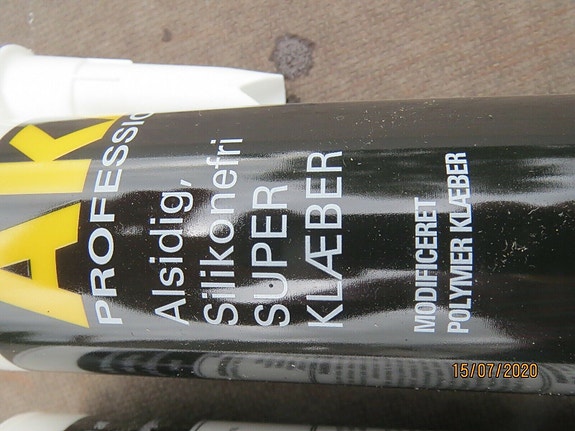 PROFESSIO
Alsidig,
Silikonefri
SUPER
KLÆBER
MODIFICERET
POLYMER KLÆBER
15/07/2020